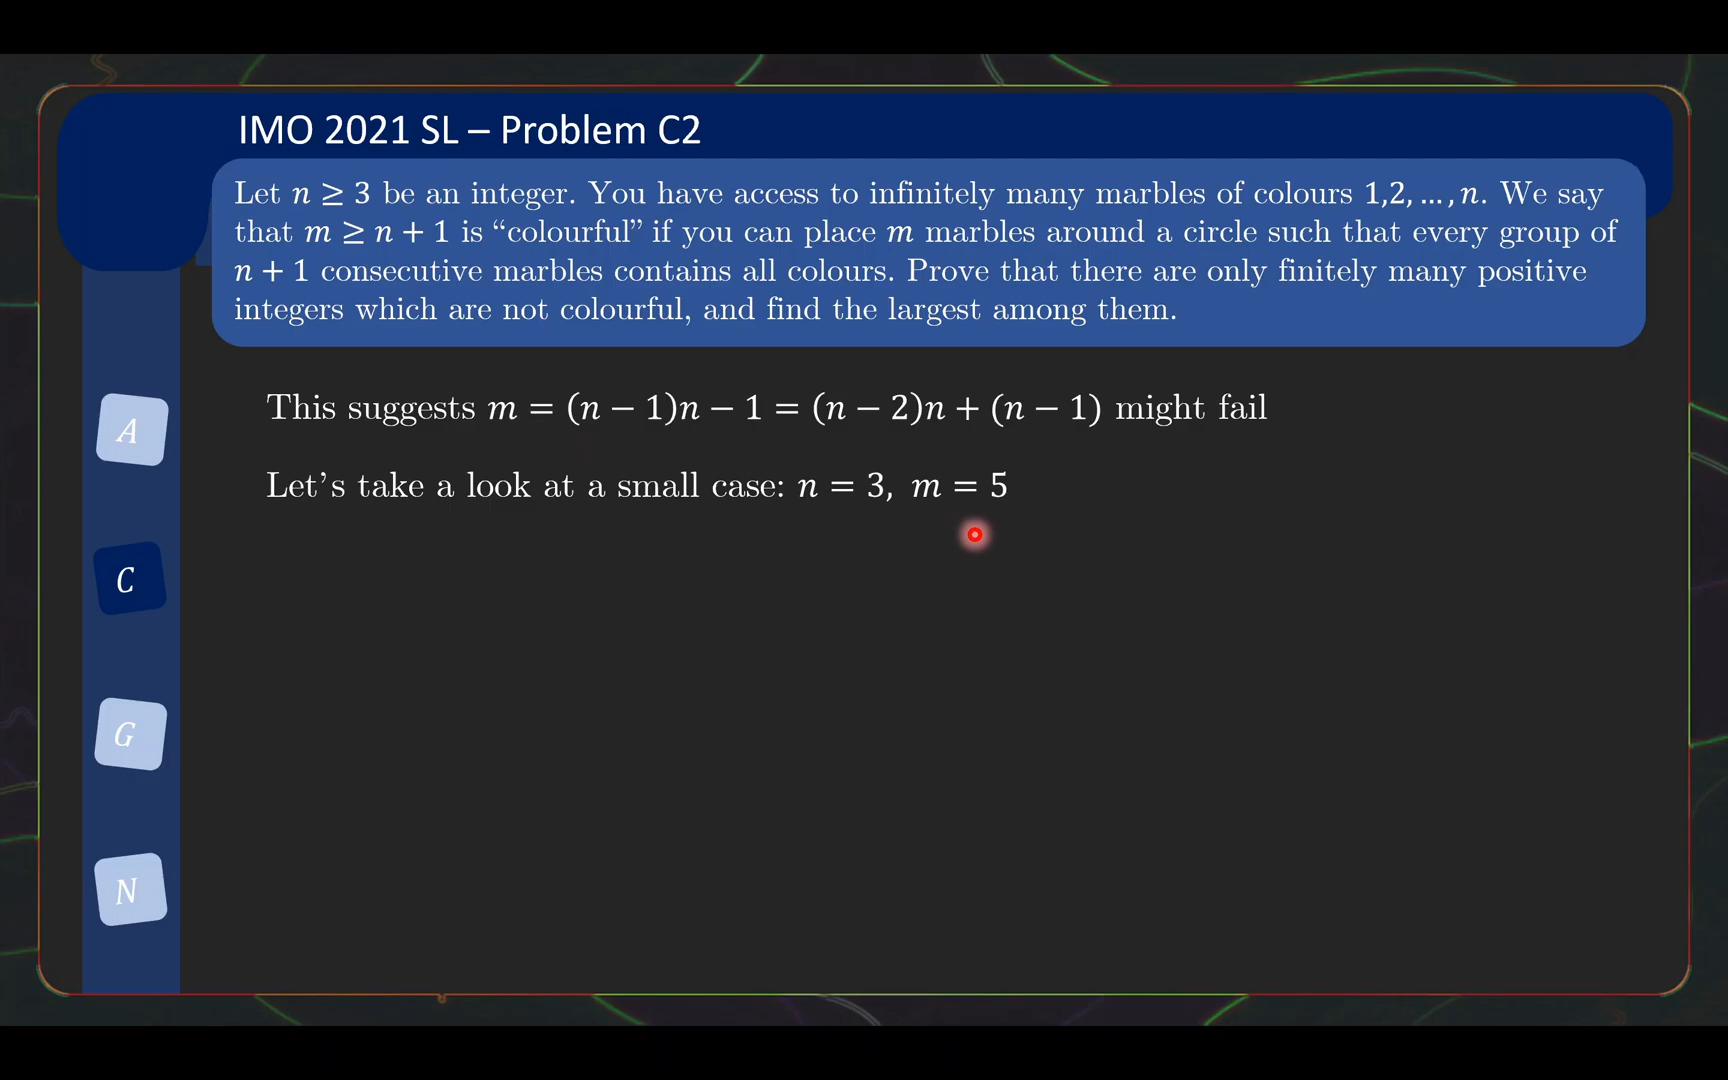 IMO 2021 SL – Problem C2
Let n ≥ 3 be an integer. You have access to infinitely many marbles of colours 1,2, …, n. We say
that m ≥ n + 1 is “colourful” if you can place m marbles around a circle such that every group of
n + 1 consecutive marbles contains all colours. Prove that there are only finitely many positive
integers which are not colourful, and find the largest among them.
This suggests m = (n − 1)n − 1 = (n − 2)n + (n − 1) might fail
Let’s take a look at a small case: n = 3, m = 5
A
C
G
N